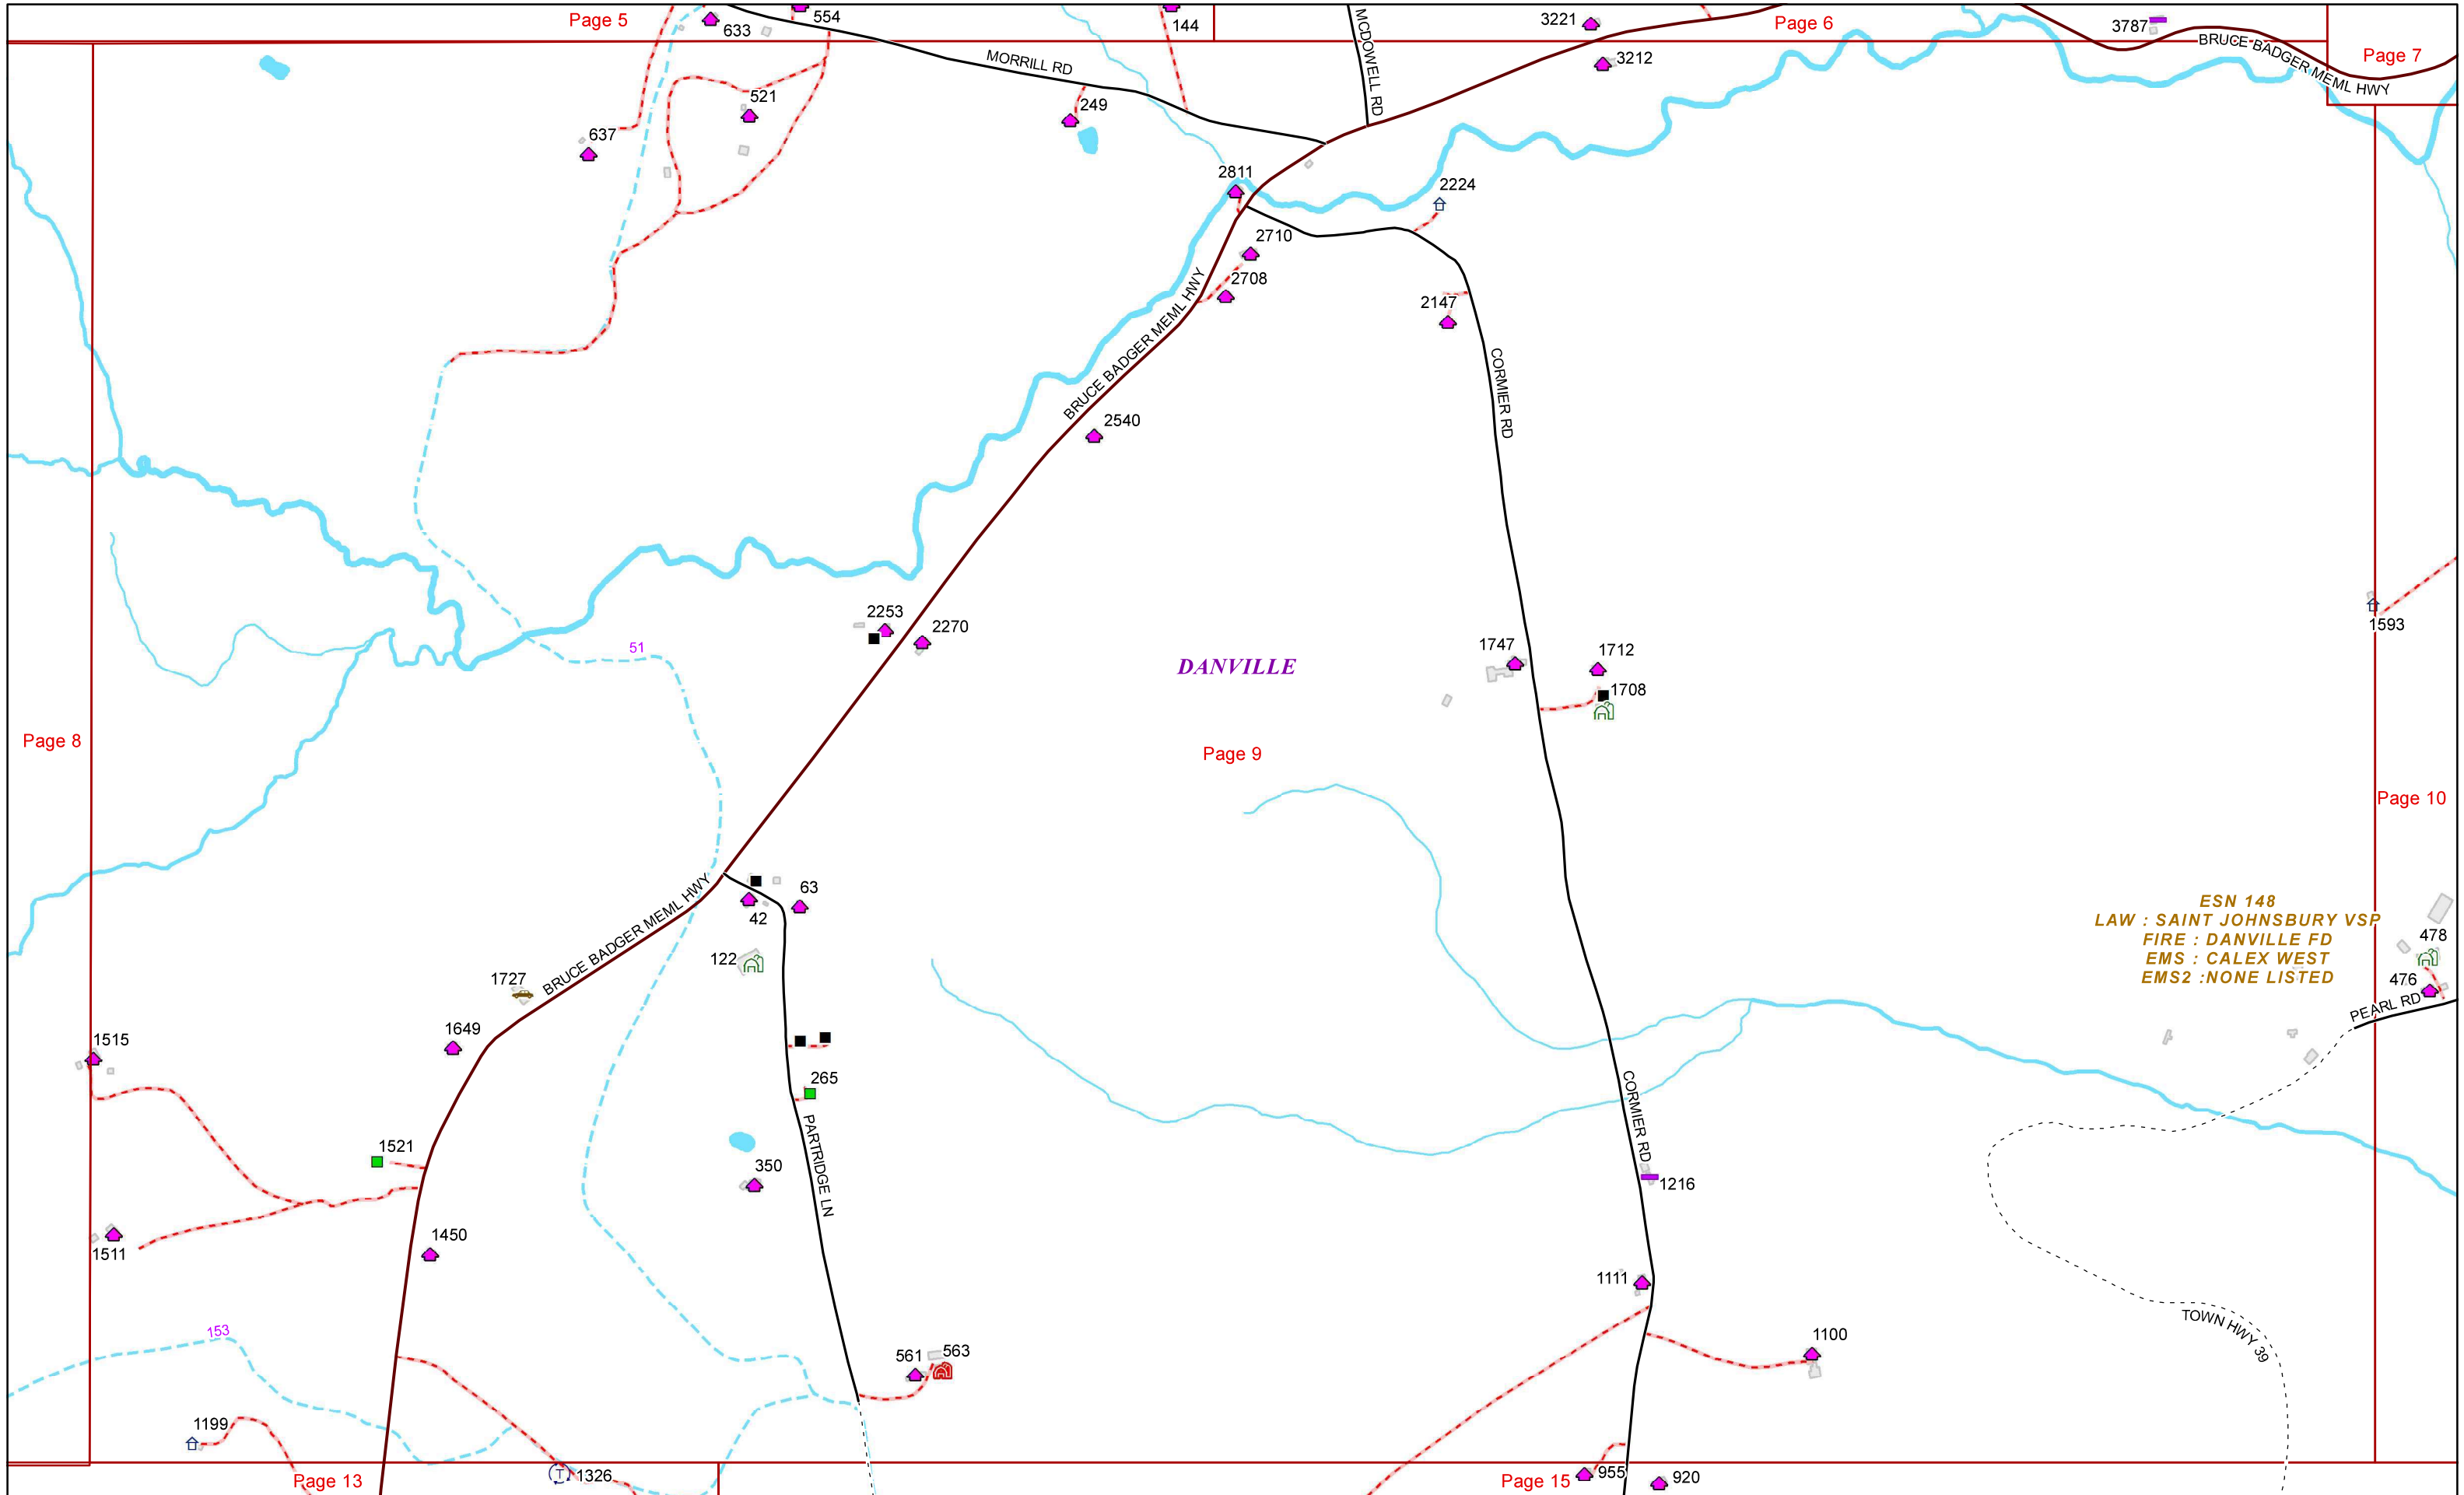 Page 5
633
554
144
MCDOWELL RD
3221
Page 6
3787
BRUCE BADGER MEML HWY
Page 7
MORRILL RD
3212
521
249
637
2811
2224
2710
2708
2147
BRUCE BADGER MEML HWY
CORMIER RD
2540
2253
2270
51
DANVILLE
1747
1712
1708
1593
Page 8
Page 9
Page 10
BRUCE BADGER MEML HWY
42
63
122
1727
ESN 148
LAW : SAINT JOHNSBURY VSP
FIRE : DANVILLE FD
EMS : CALEX WEST
EMS2 :NONE LISTED
478
476
PEARL RD
1515
1649
265
PARTRIDGE LN
CORMIER RD
1521
350
1216
1511
1450
1111
153
1100
TOWN HWY 39
561
563
1199
T
1326
Page 13
Page 15
955
920